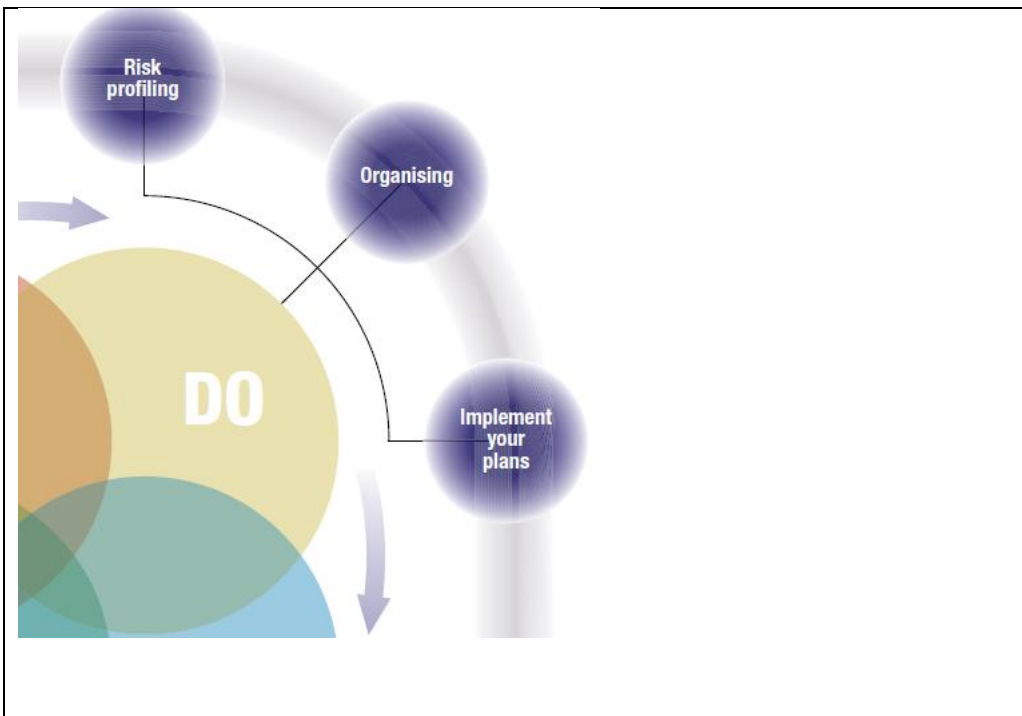 Risk
profiling
Organising
DO
Implement
your
plans